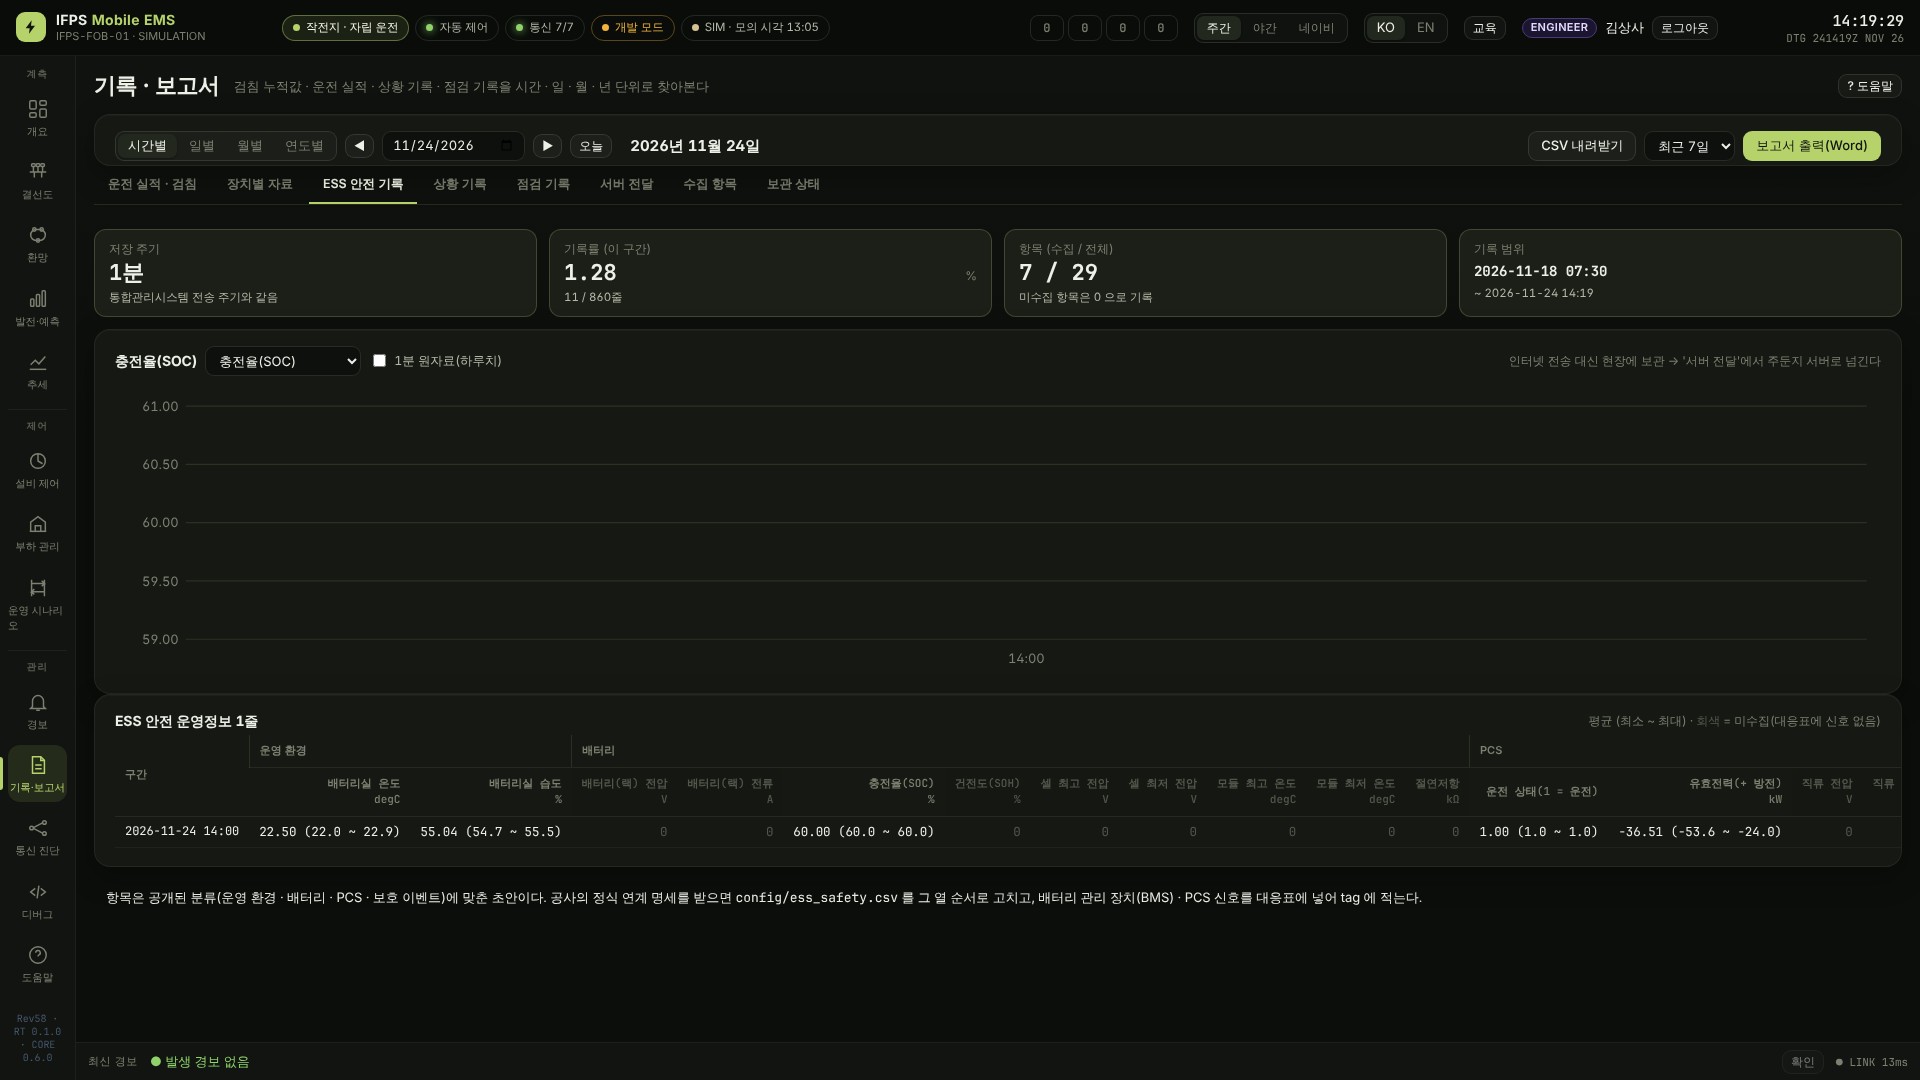 IFPS Mobile EMS
IFPS-FOB-01 · SIMULATION
작전지 · 자립 운전
자동 제어
통신 7/7
개발 모드
SIM · 모의 시각 13:05
0 0 0 0
주간 야간 네이비
KO EN
교육
ENGINEER 김상사 로그아웃
14:19:29
DTG 241419Z NOV 26
계측
개요
결선도
환망
발전·예측
추세
제어
설비 제어
부하 관리
운영 시나리
오
관리
경보
기록·보고서
통신 진단
디버그
도움말
RevSB ·
RT 0.1.0
· CORE
0.6.0
기록 · 보고서 검침 누적값 · 운전 실적 · 상황 기록 · 점검 기록을 시간 · 일 · 월 · 년 단위로 찾아본다
? 도움말
시간별 일별 월별 연도별 ◀ 11/24/2026 ▶ 오늘 2026년 11월 24일
CSV 내려받기 최근 7일 보고서 출력(Word)
운전 실적 · 검침 장치별 자료 ESS 안전 기록 상황 기록 점검 기록 서버 전달 수집 항목 보관 상태
저장 주기
1분
통합관리시스템 전송 주기와 같음
기록률 (이 구간)
1.28 %
11 / 860줄
항목 (수집 / 전체)
7 / 29
미수집 항목은 0 으로 기록
기록 범위
2026-11-18 07:30
~ 2026-11-24 14:19
충전율(SOC) 충전율(SOC) 1분 원자료(하루치)
인터넷 전송 대신 현장에 보관 → '서버 전달'에서 주둔지 서버로 넘긴다
61.00
60.50
60.00
59.50
59.00
14:00
ESS 안전 운영정보 1줄
평균 (최소 ~ 최대) · 회색 = 미수집(대응표에 신호 없음)
구간 운영 환경 배터리 PCS
배터리실 온도 배터리실 습도 배터리(랙) 전압 배터리(랙) 전류 충전율(SOC) 건전도(SOH) 셀 최고 전압 셀 최저 전압 모듈 최고 온도 모듈 최저 온도 절연저항 운전 상태(1 = 운전) 유효전력(+ 방전) 직류 전압 직류
degC % V A % % V V degC degC kΩ kW V
2026-11-24 14:00 22.50 (22.0 ~ 22.9) 55.04 (54.7 ~ 55.5) 0 0 60.00 (60.0 ~ 60.0) 0 0 0 0 0 0 1.00 (1.0 ~ 1.0) -36.51 (-53.6 ~ -24.0) 0
항목은 공개된 분류(운영 환경 · 배터리 · PCS · 보호 이벤트)에 맞춘 초안이다. 공사의 정식 연계 명세를 받으면 config/ess_safety.csv 를 그 열 순서로 고치고, 배터리 관리 장치(BMS) · PCS 신호를 대응표에 넣어 tag 에 적는다.
최신 경보 발생 경보 없음
확인 LINK 13ms